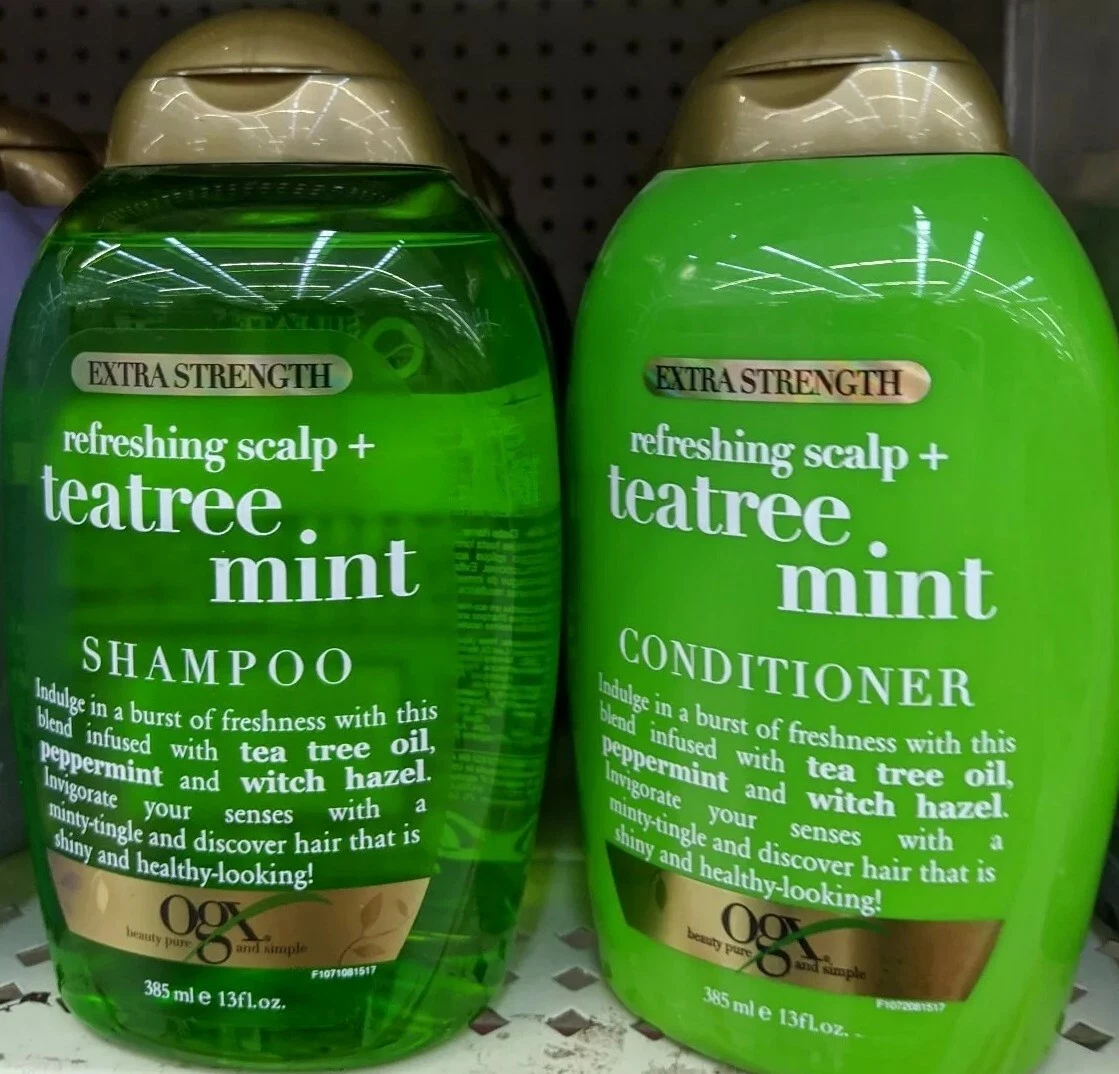 EXTRA STRENGTH
refreshing scalp +
teatree
mint
SHAMPOO
Indulge in a burst of freshness with this
blend infused with tea tree oil,
peppermint and witch hazel.
Invigorate your senses with a
minty-tingle and discover hair that is
shiny and healthy-looking!
ogx
beauty pure and simple
F1071081517
385 ml e 13fl.oz.
EXTRA STRENGTH
refreshing scalp +
teatree
mint
CONDITIONER
Indulge in a burst of freshness with this
blend infused with tea tree oil,
peppermint and witch hazel.
Invigorate your senses with a
minty-tingle and discover hair that is
shiny and healthy-looking!
ogx
beauty pure and simple
F1072081517
385 ml e 13fl.oz.